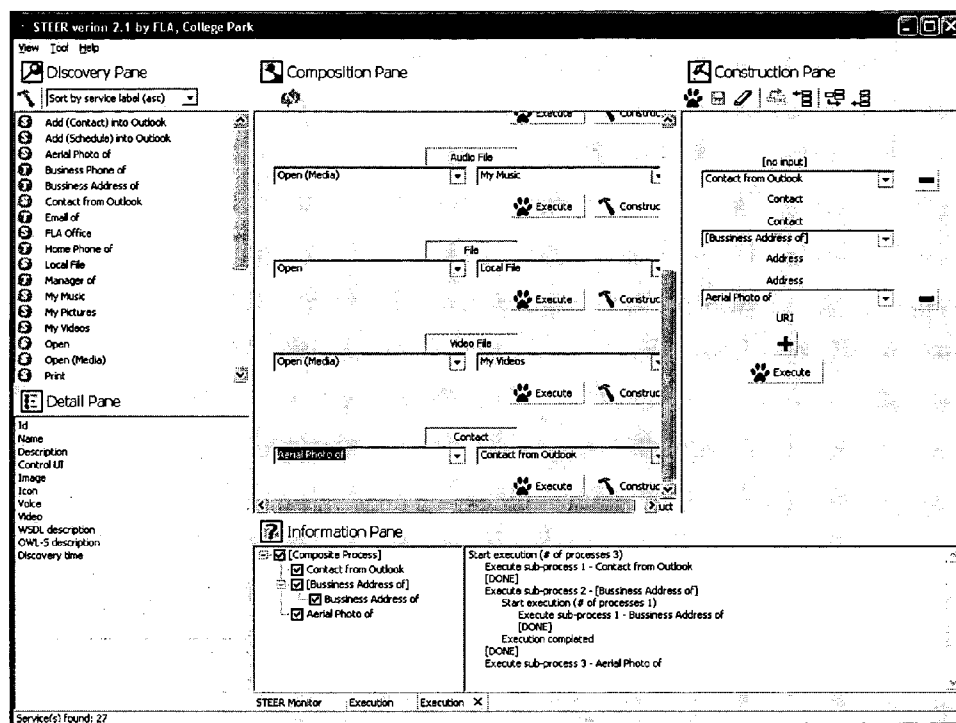 STEER verion 2.1 by FLA, College Park
View Tool Help
Discovery Pane
Sort by service label (asc)
Add (Contact) into Outlook
Add (Schedule) into Outlook
Aerial Photo of
Business Phone of
Bussiness Address of
Contact from Outlook
Email of
FLA Office
Home Phone of
Local File
Manager of
My Music
My Pictures
My Videos
Open
Open (Media)
Print
Detail Pane
Id
Name
Description
Control UI
Image
Icon
Voice
Video
WSDL description
OWL-S description
Discovery time
Composition Pane
Execute Construc
Audio File
Open (Media) My Music
Execute Construc
File
Open Local File
Execute Construc
Video File
Open (Media) My Videos
Execute Construc
Contact
Aerial Photo of Contact from Outlook
Execute Construc
uct
Construction Pane
[no input]
Contact from Outlook
Contact
Contact
[Bussiness Address of]
Address
Address
Aerial Photo of
URI
Execute
Information Pane
[Composite Process]
Contact from Outlook
[Bussiness Address of]
Bussiness Address of
Aerial Photo of
Start execution (# of processes 3)
Execute sub-process 1 - Contact from Outlook
[DONE]
Execute sub-process 2 - [Bussiness Address of]
Start execution (# of processes 1)
Execute sub-process 1 - Bussiness Address of
[DONE]
Execution completed
[DONE]
Execute sub-process 3 - Aerial Photo of
STEER Monitor Execution Execution X
Service(s) found: 27